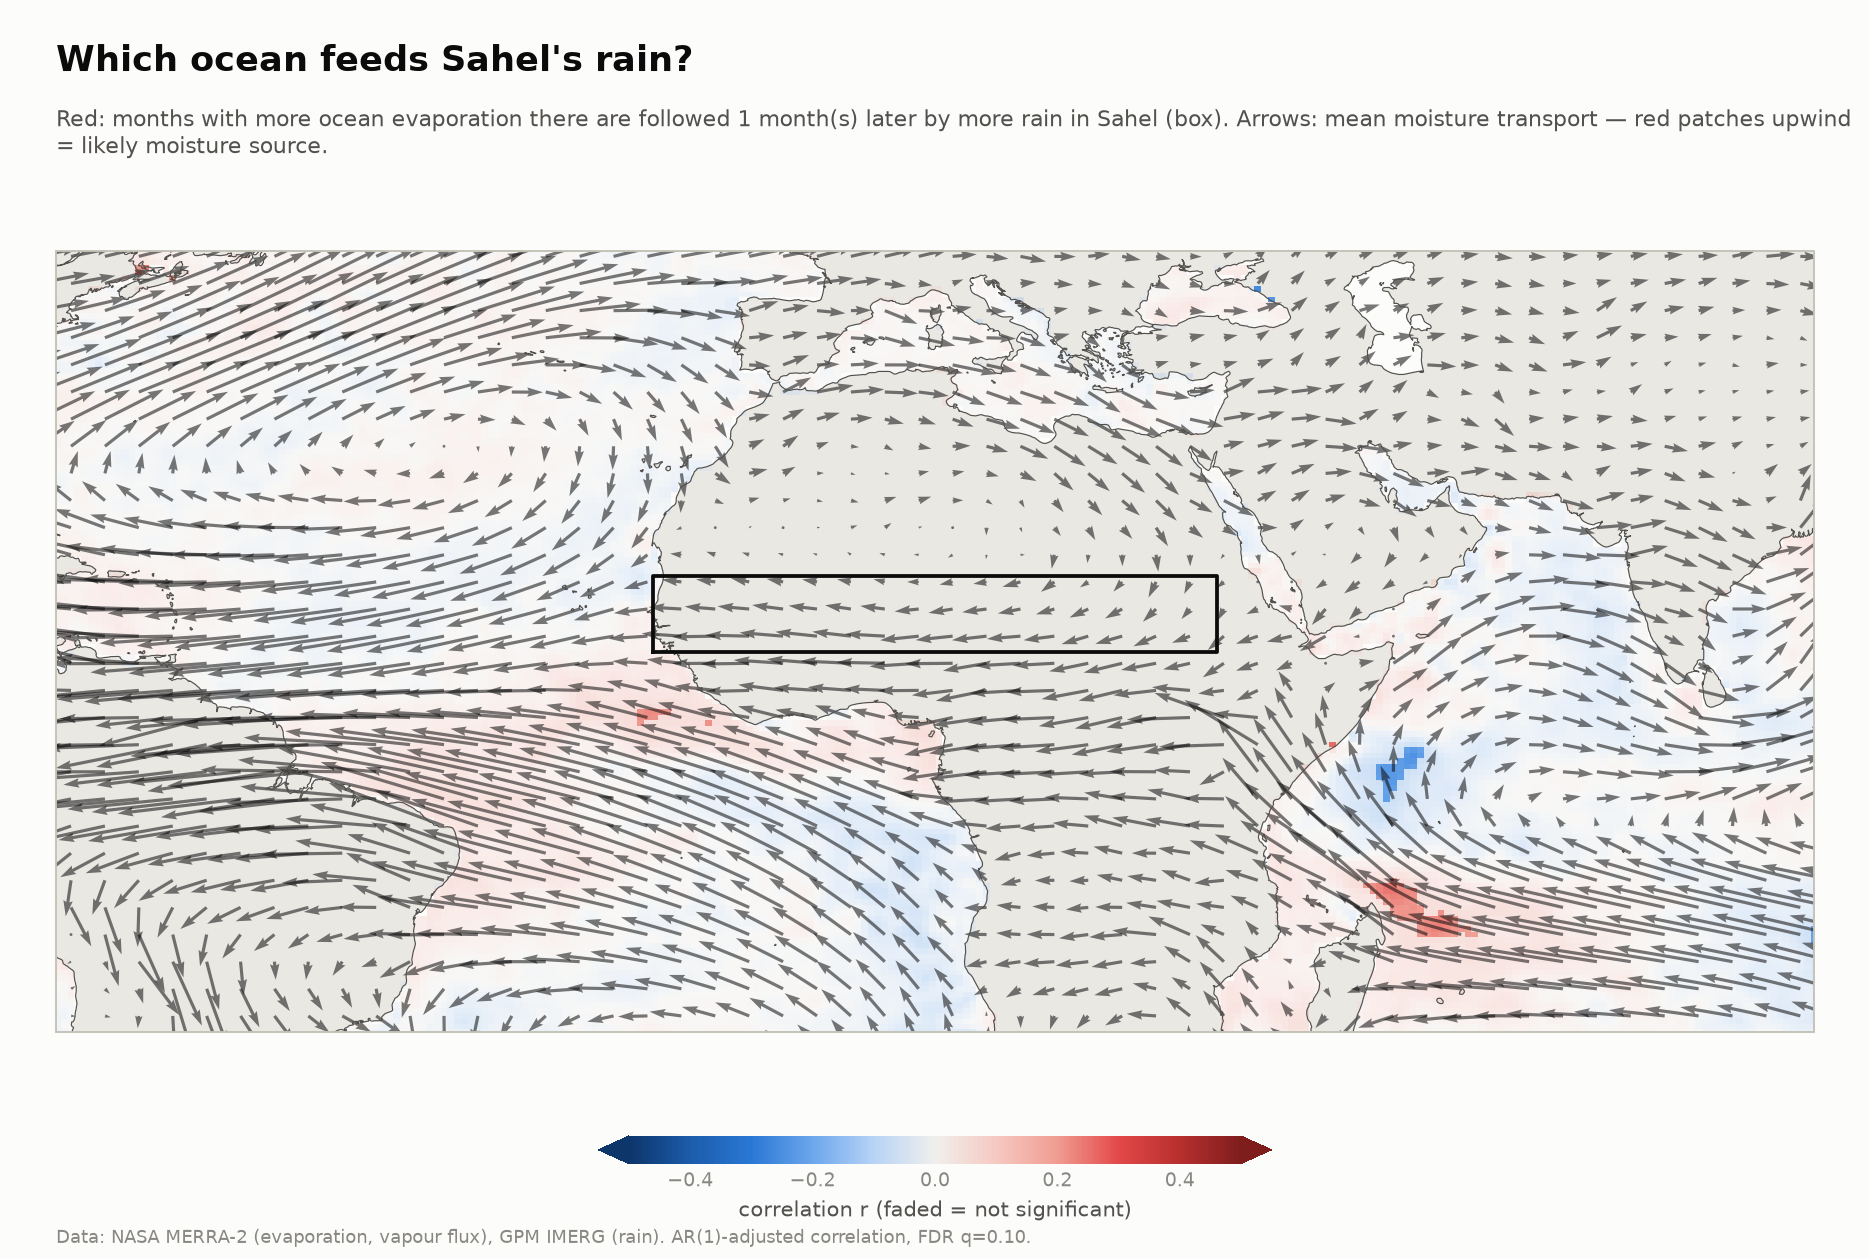 Which ocean feeds Sahel's rain?
Red: months with more ocean evaporation there are followed 1 month(s) later by more rain in Sahel (box). Arrows: mean moisture transport — red patches upwind
= likely moisture source.
−0.4 −0.2 0.0 0.2 0.4
correlation r (faded = not significant)
Data: NASA MERRA-2 (evaporation, vapour flux), GPM IMERG (rain). AR(1)-adjusted correlation, FDR q=0.10.